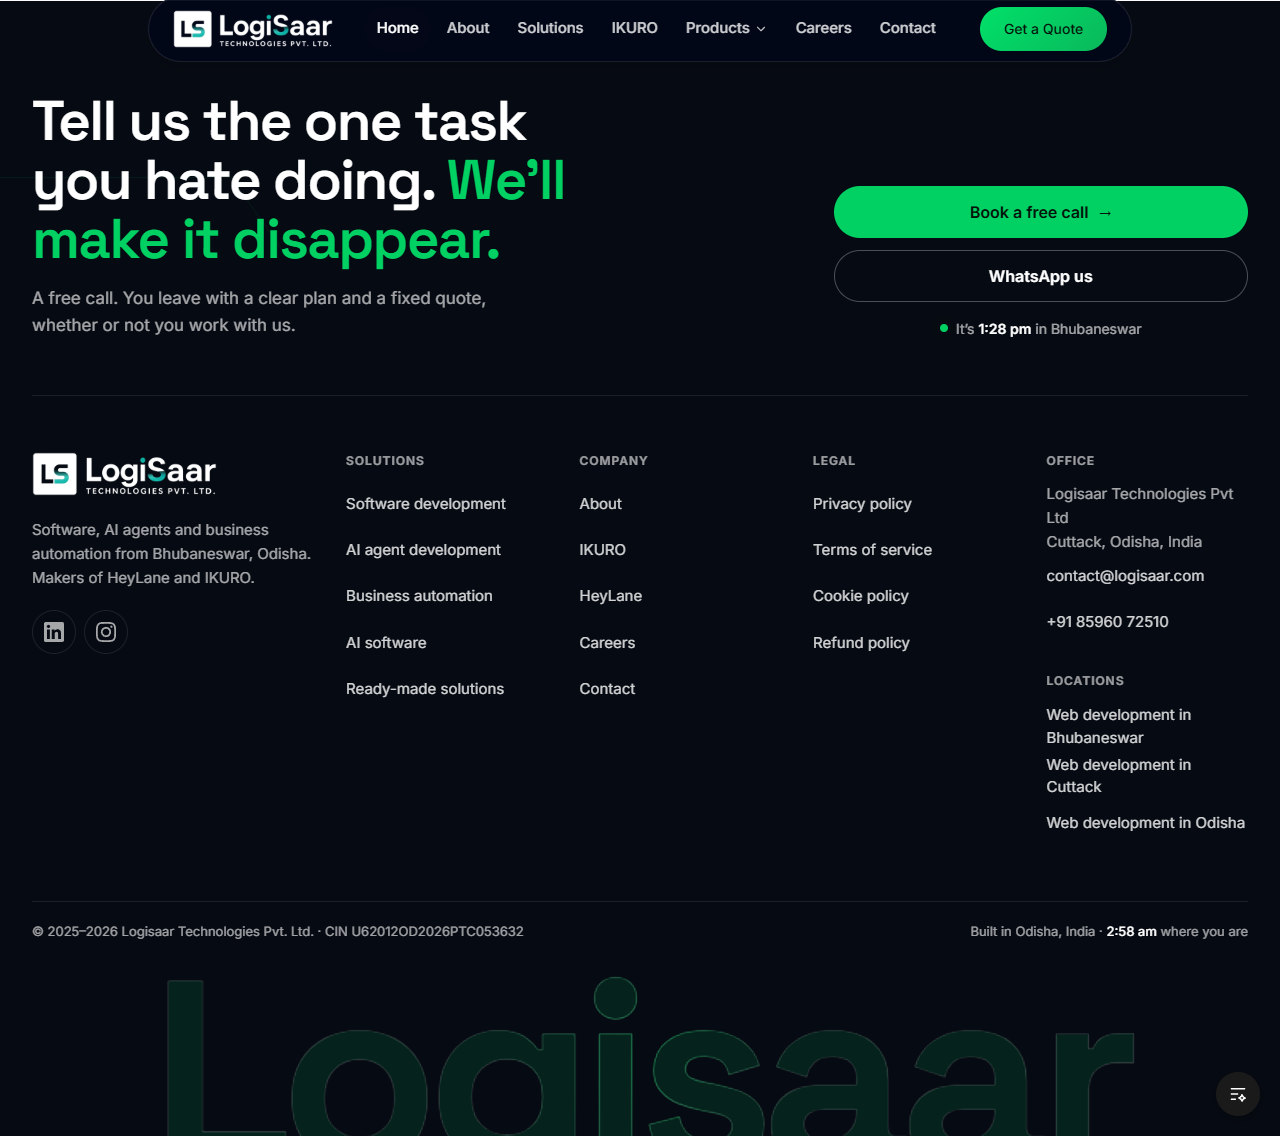 LS LogiSaar
TECHNOLOGIES PVT. LTD.
Home
About
Solutions
IKURO
Products
Careers
Contact
Get a Quote
Tell us the one task
you hate doing. We’ll
make it disappear.
A free call. You leave with a clear plan and a fixed quote,
whether or not you work with us.
Book a free call →
WhatsApp us
It’s 1:28 pm in Bhubaneswar
LS LogiSaar
TECHNOLOGIES PVT. LTD.
Software, AI agents and business
automation from Bhubaneswar, Odisha.
Makers of HeyLane and IKURO.
in
SOLUTIONS
Software development
AI agent development
Business automation
AI software
Ready-made solutions
COMPANY
About
IKURO
HeyLane
Careers
Contact
LEGAL
Privacy policy
Terms of service
Cookie policy
Refund policy
OFFICE
Logisaar Technologies Pvt
Ltd
Cuttack, Odisha, India
contact@logisaar.com
+91 85960 72510
LOCATIONS
Web development in
Bhubaneswar
Web development in
Cuttack
Web development in Odisha
© 2025–2026 Logisaar Technologies Pvt. Ltd. · CIN U62012OD2026PTC053632
Built in Odisha, India · 2:58 am where you are
Logisaar